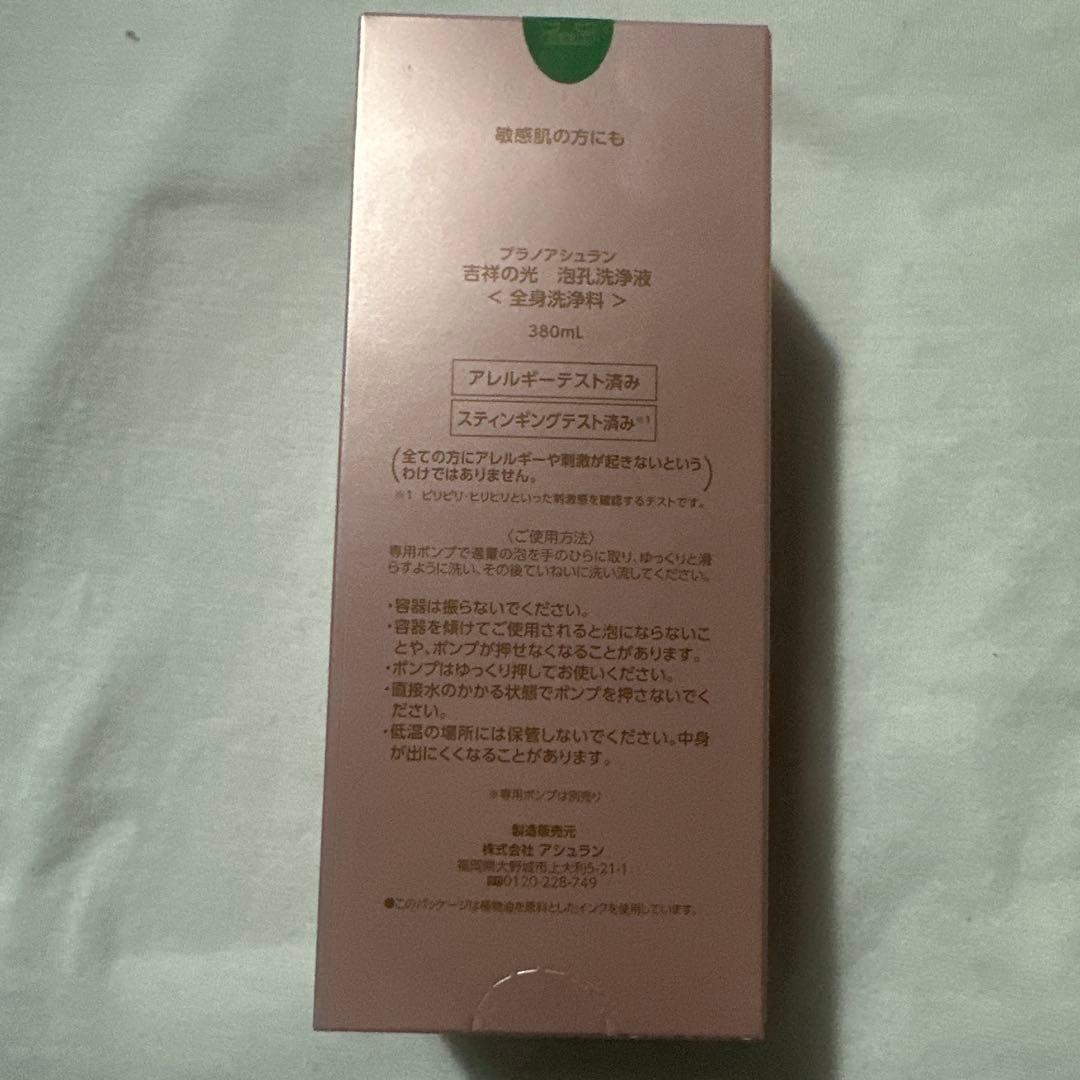 敏感肌の方にも
プラノアシュラン
吉祥の光　泡孔洗浄液
＜ 全身洗浄料 ＞
380mL
アレルギーテスト済み
スティンギングテスト済み※1
(全ての方にアレルギーや刺激が起きないという
わけではありません。)
※1 ピリピリ・ヒリヒリといった刺激感を確認するテストです。
〈ご使用方法〉
専用ポンプで適量の泡を手のひらに取り、ゆっくりと滑
らすように洗い、その後ていねいに洗い流してください。
・容器は振らないでください。
・容器を傾けてご使用されると泡にならないこ
とや、ポンプが押せなくなることがあります。
・ポンプはゆっくり押してお使いください。
・直接水のかかる状態でポンプを押さないでく
ださい。
・低温の場所には保管しないでください。中身
が出にくくなることがあります。
※専用ポンプは別売り
製造販売元
株式会社 アシュラン
福岡県大野城市上大利5-21-1
0120-228-749
●このパッケージは植物油を原料としたインクを使用しています。